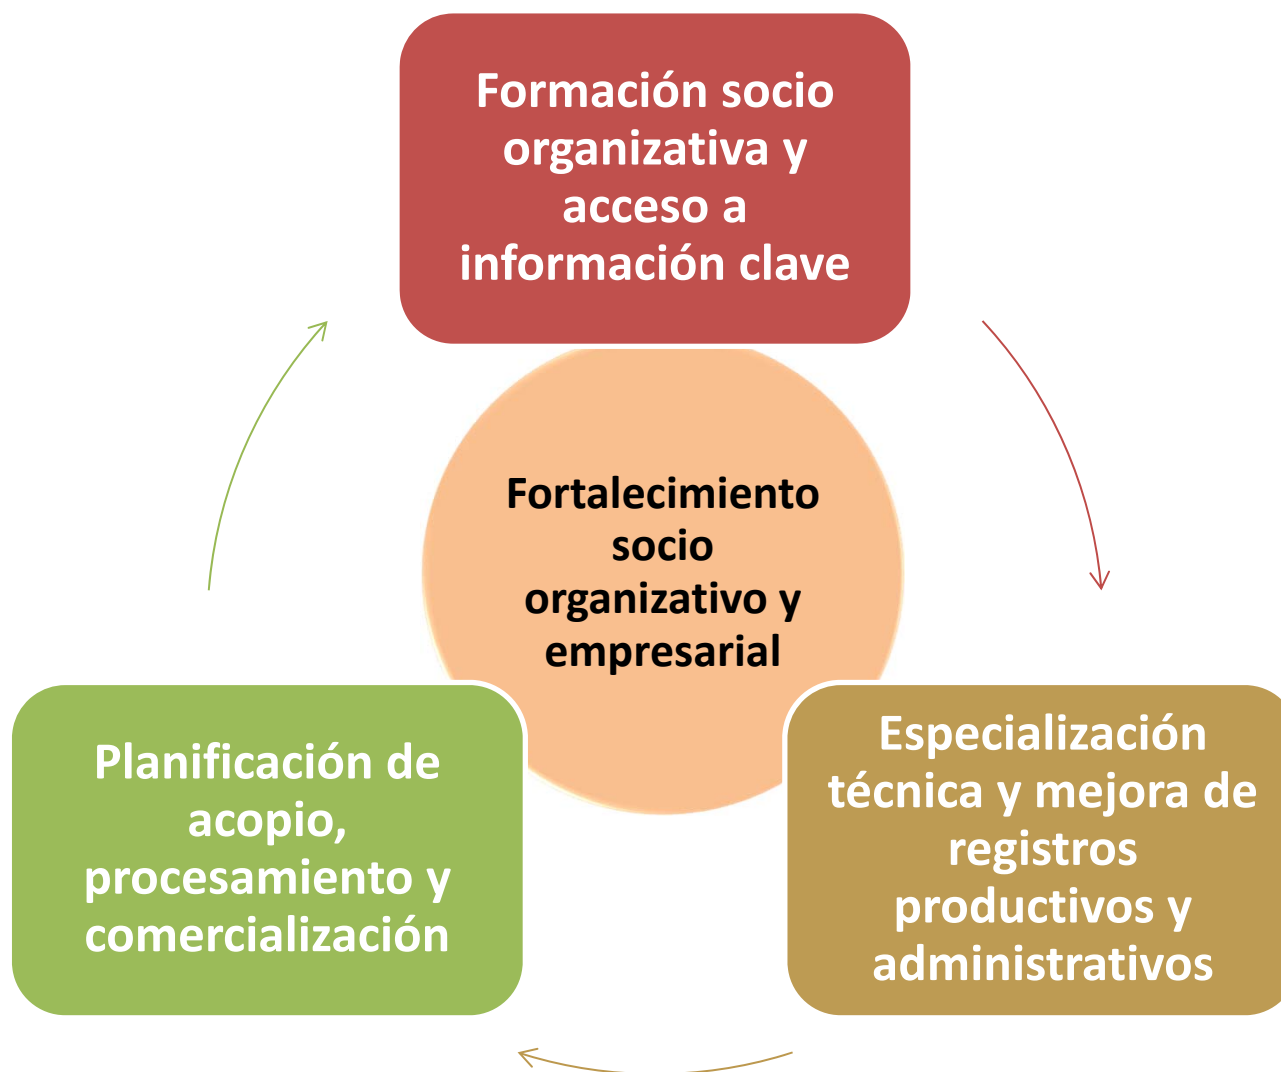 Formación socio
organizativa y
acceso a
información clave
Fortalecimiento
socio
organizativo y
empresarial
Planificación de
acopio,
procesamiento y
comercialización
Especialización
técnica y mejora de
registros
productivos y
administrativos